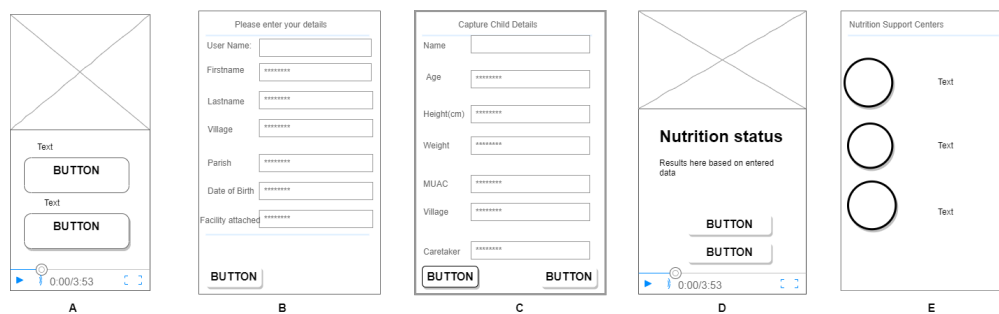 Text
BUTTON
Text
BUTTON
0:00/3:53
A
Please enter your details
User Name:
Firstname ********
Lastname ********
Village ********
Parish ********
Date of Birth ********
Facility attached ********
BUTTON
B
Capture Child Details
Name
Age ********
Height(cm) ********
Weight ********
MUAC ********
Village ********
Caretaker ********
BUTTON BUTTON
C
Nutrition status
Results here based on entered
data
BUTTON
BUTTON
0:00/3:53
D
Nutrition Support Centers
Text
Text
Text
E